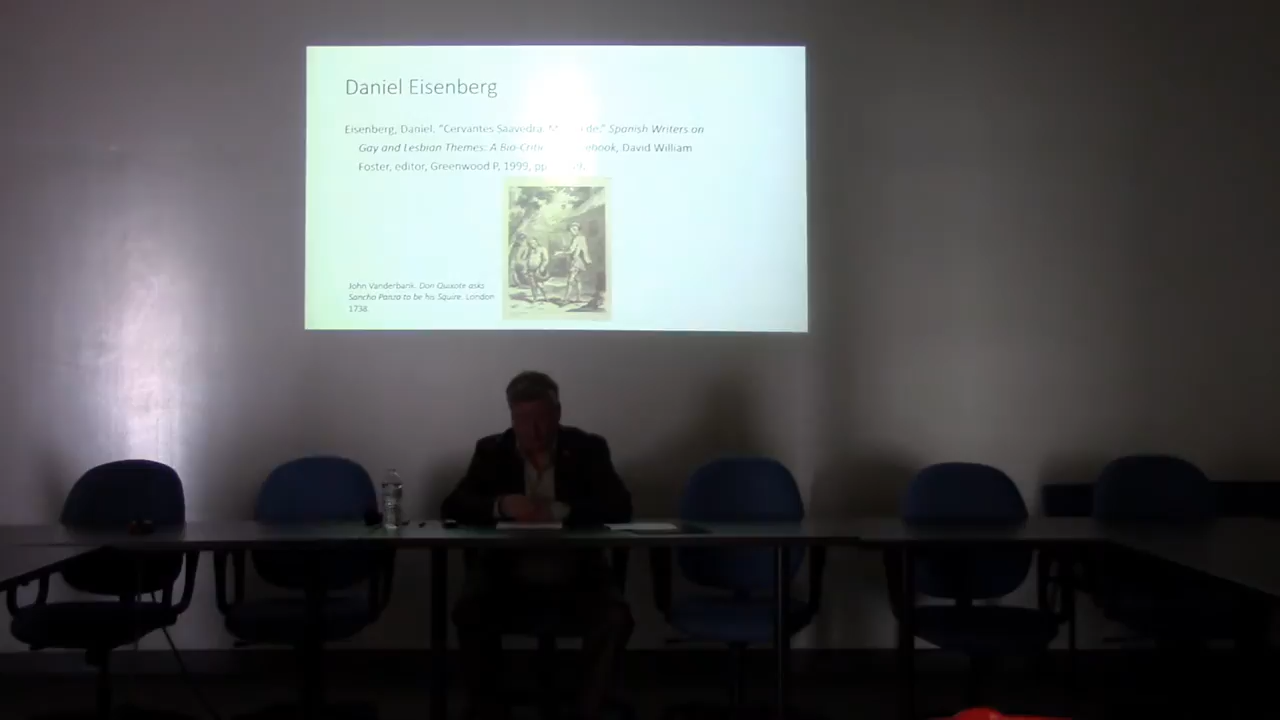 Daniel Eisenberg
Eisenberg, Daniel. "Cervantes Saavedra, de." Spanish Writers on
Gay and Lesbian Themes: A Bio-Critic David William
Foster, editor, Greenwood P, 1999, pp
John Vanderbank. Don Quixote asks
Sancho Panza to be his Squire. London
1738.